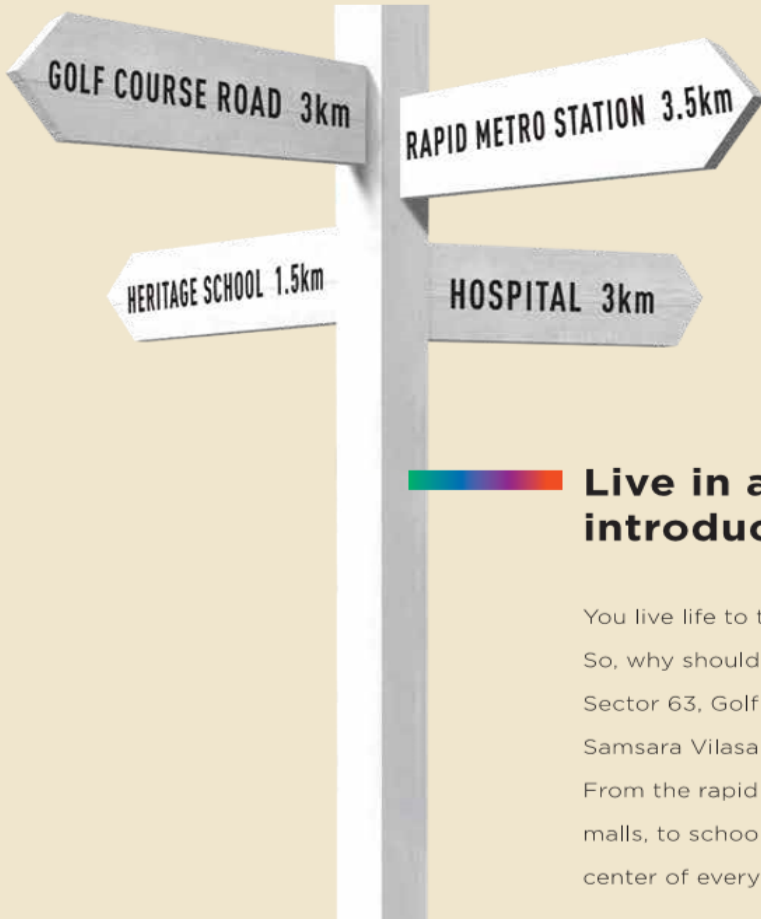 GOLF COURSE ROAD 3km
RAPID METRO STATION 3.5km
HERITAGE SCHOOL 1.5km
HOSPITAL 3km
Live in a
introduc
You live life to t
So, why should
Sector 63, Golf
Samsara Vilasa
From the rapid
malls, to schoo
center of every